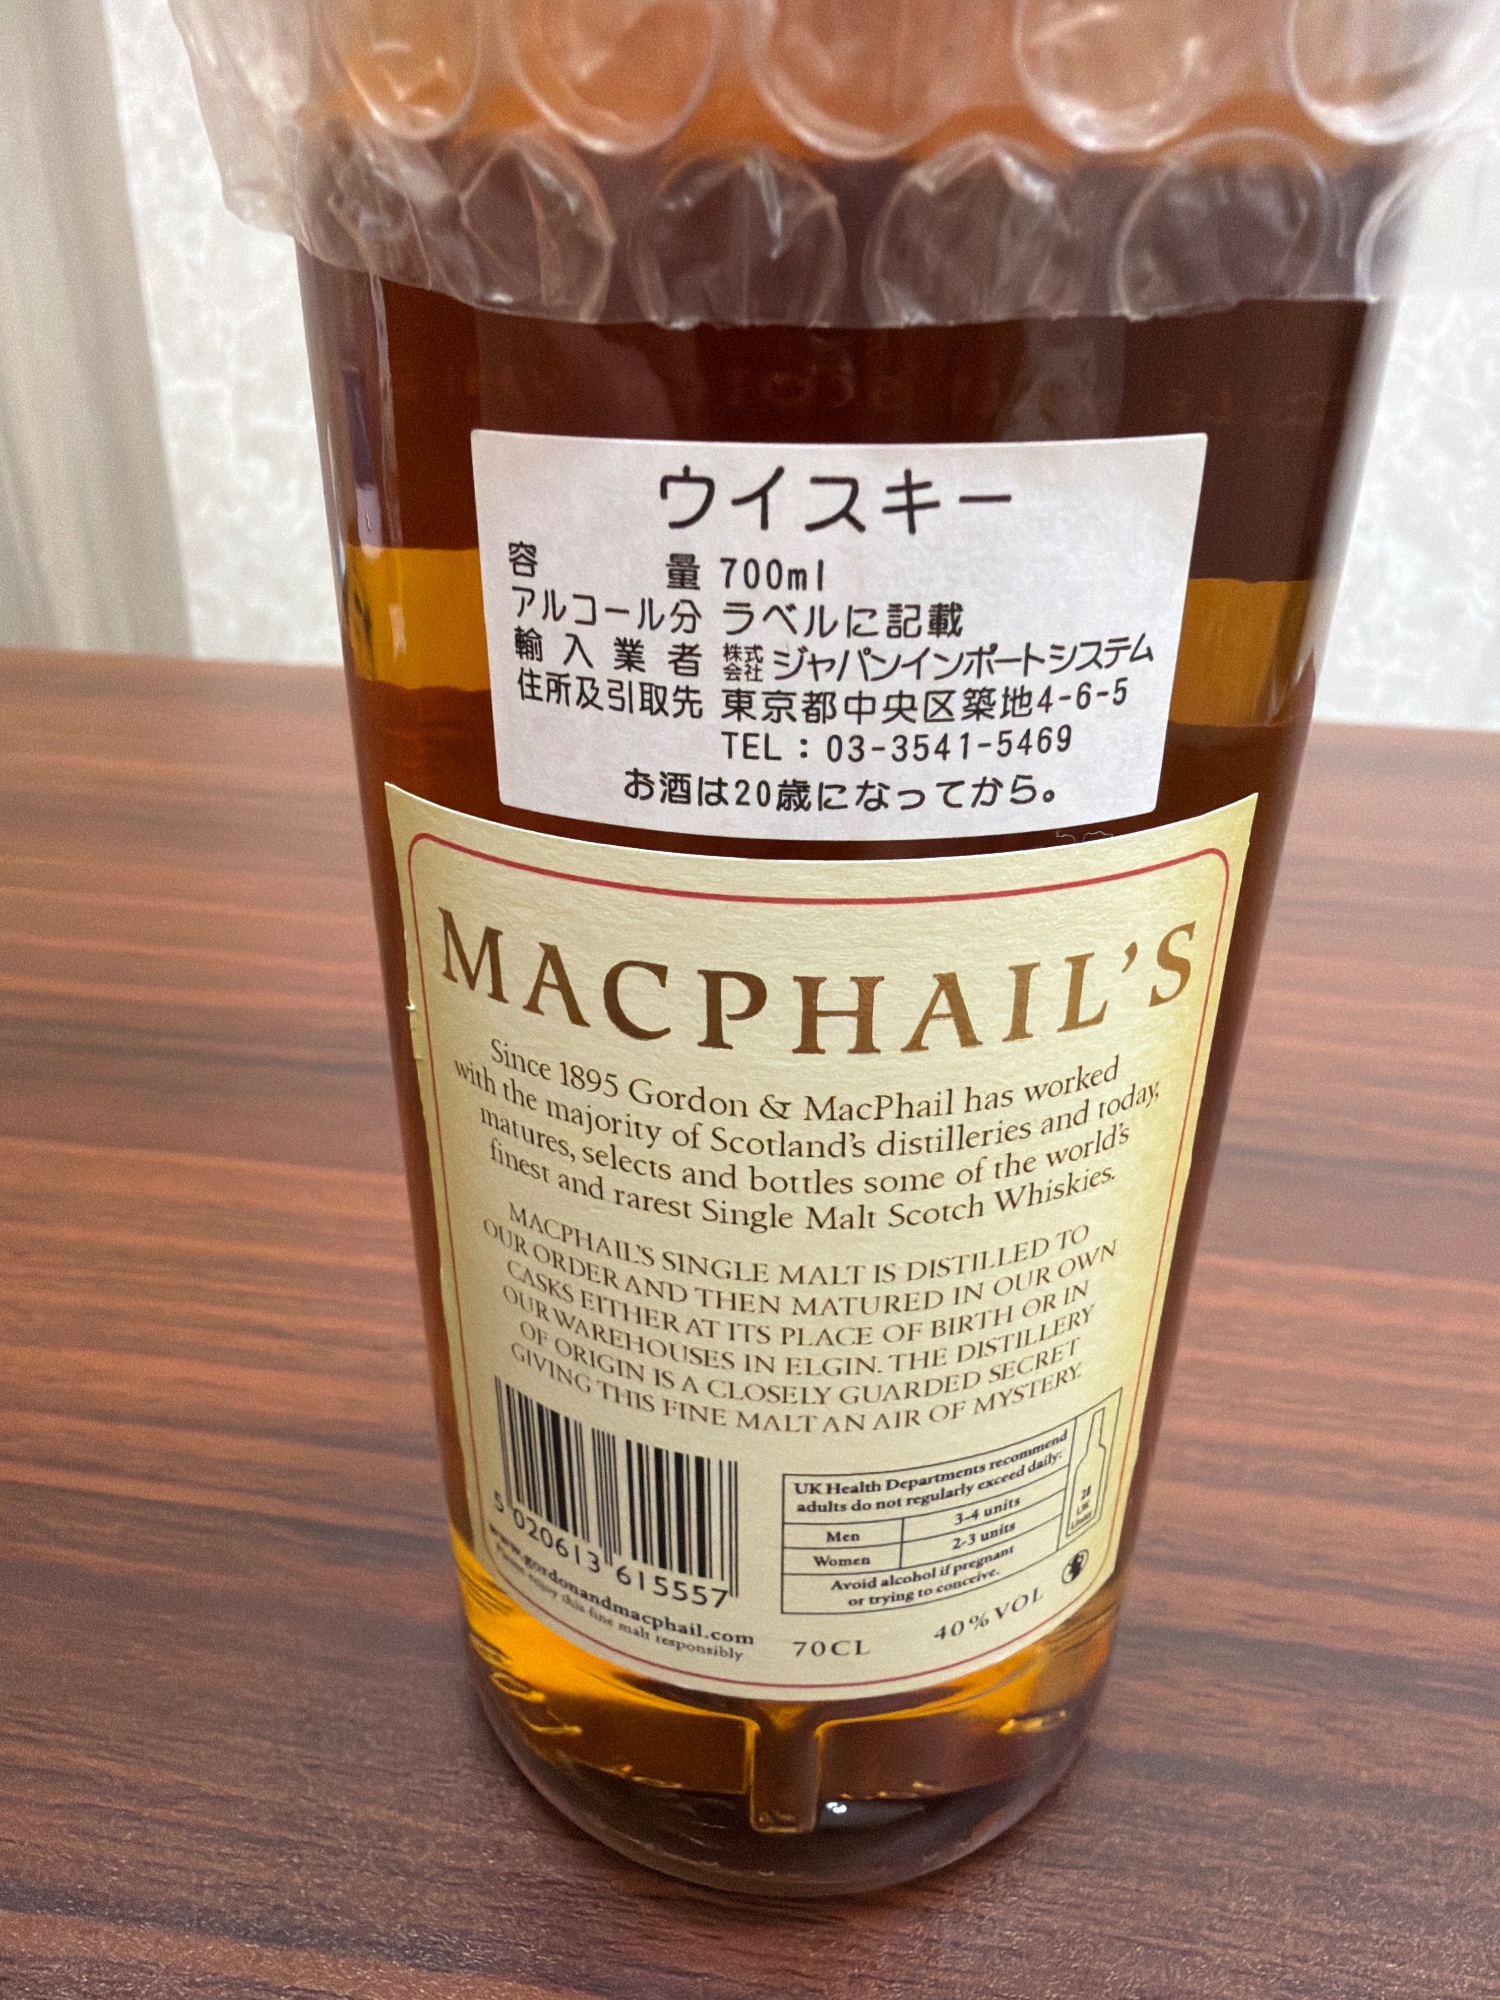 ウイスキー
容量 700ml
アルコール分 ラベルに記載
輸入業者 株式会社 ジャパンインポートシステム
住所及引取先 東京都中央区築地4-6-5
TEL：03-3541-5469
お酒は20歳になってから。
MACPHAIL'S
Since 1895 Gordon & MacPhail has worked
with the majority of Scotland's distilleries and today,
matures, selects and bottles some of the world's
finest and rarest Single Malt Scotch Whiskies.
MACPHAIL'S SINGLE MALT IS DISTILLED TO
OUR ORDER AND THEN MATURED IN OUR OWN
CASKS EITHER AT ITS PLACE OF BIRTH OR IN
OUR WAREHOUSES IN ELGIN. THE DISTILLERY
OF ORIGIN IS A CLOSELY GUARDED SECRET
GIVING THIS FINE MALT AN AIR OF MYSTERY.
5 020613 615557
www.gordonandmacphail.com
Please enjoy this fine malt responsibly
UK Health Departments recommend
adults do not regularly exceed daily:
Men 3-4 units
Women 2-3 units
Avoid alcohol if pregnant
or trying to conceive.
28
UK
Units
70CL 40%VOL